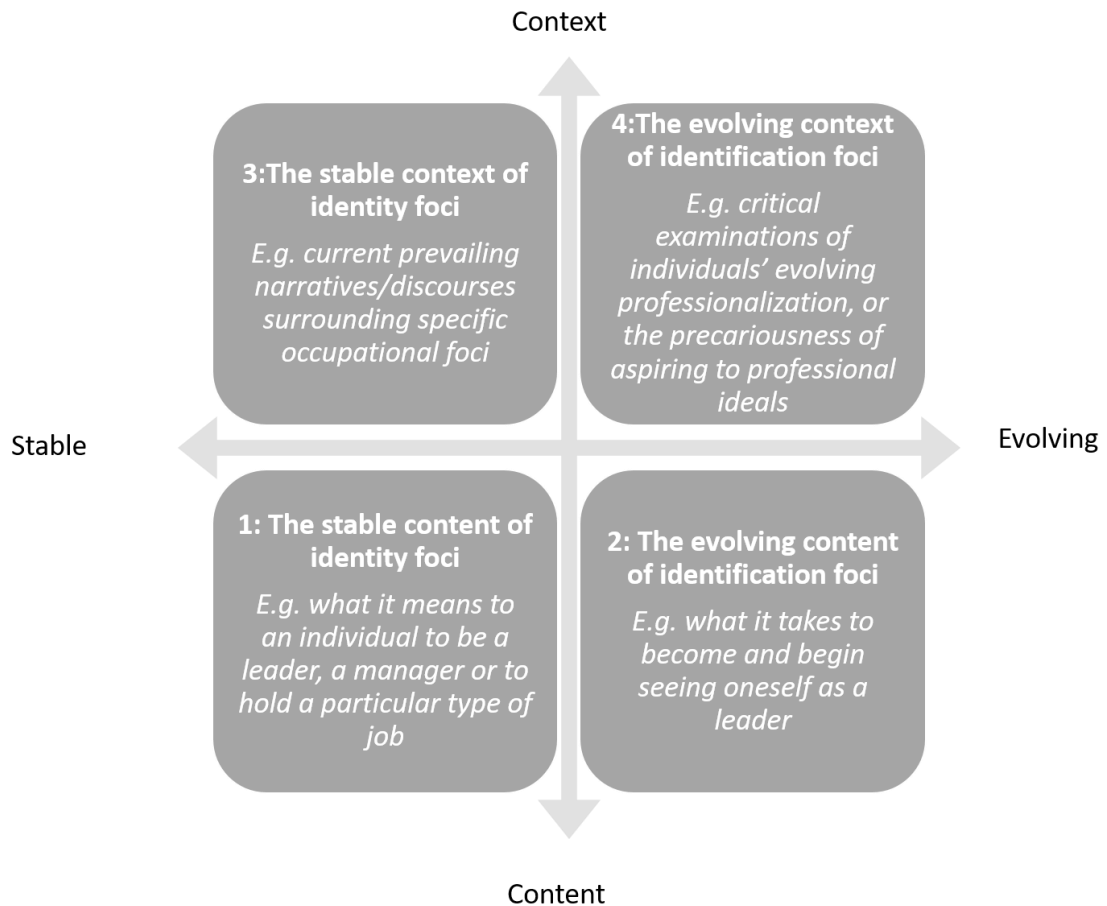 Context
3:The stable context of
identity foci
E.g. current prevailing
narratives/discourses
surrounding specific
occupational foci
4:The evolving context
of identification foci
E.g. critical
examinations of
individuals’ evolving
professionalization, or
the precariousness of
aspiring to professional
ideals
Stable
Evolving
1: The stable content of
identity foci
E.g. what it means to
an individual to be a
leader, a manager or to
hold a particular type of
job
2: The evolving content
of identification foci
E.g. what it takes to
become and begin
seeing oneself as a
leader
Content